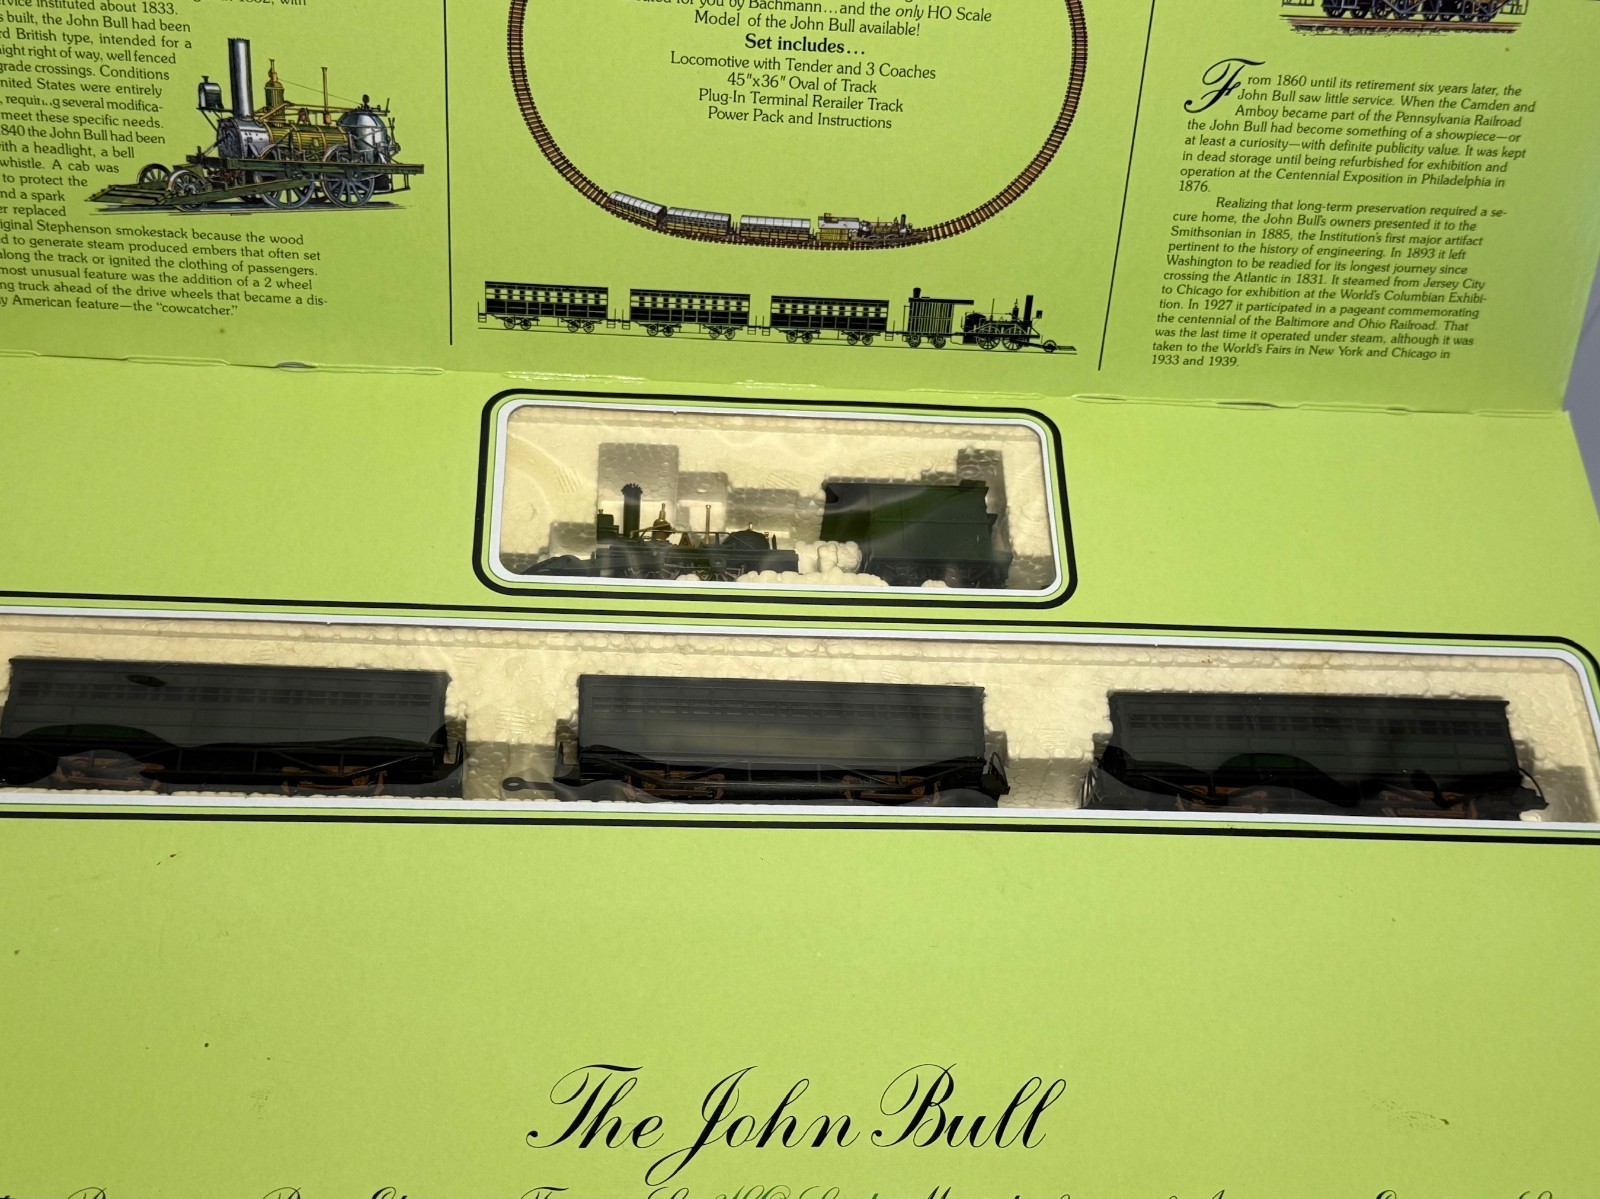 rvice instituted about 1833.
built, the John Bull had been
British type, intended for a
right of way, well fenced
grade crossings. Conditions
States were entirely
several modifica-
meet these specific needs.
the John Bull had been
with a headlight, a bell
whistle. A cab was
to protect the
a spark
replaced
Stephenson smokestack because the wood
to generate steam produced embers that often set
along the track or ignited the clothing of passengers.
most unusual feature was the addition of a 2 wheel
truck ahead of the drive wheels that became a dis-
American feature—the “cowcatcher.”
for you by Bachmann...and the only HO Scale
Model of the John Bull available!
Set includes...
Locomotive with Tender and 3 Coaches
45"x36" Oval of Track
Plug-In Terminal Rerailer Track
Power Pack and Instructions
From 1860 until its retirement six years later, the
John Bull saw little service. When the Camden and
Amboy became part of the Pennsylvania Railroad
the John Bull had become something of a showpiece—or
at least a curiosity—with definite publicity value. It was kept
in dead storage until being refurbished for exhibition and
operation at the Centennial Exposition in Philadelphia in
1876.
Realizing that long-term preservation required a se-
cure home, the John Bull's owners presented it to the
Smithsonian in 1885, the Institution's first major artifact
pertinent to the history of engineering. In 1893 it left
Washington to be readied for its longest journey since
crossing the Atlantic in 1831. It steamed from Jersey City
to Chicago for exhibition at the World's Columbian Exhibi-
tion. In 1927 it participated in a pageant commemorating
the centennial of the Baltimore and Ohio Railroad. That
was the last time it operated under steam, although it was
taken to the World's Fairs in New York and Chicago in
1933 and 1939.
The John Bull